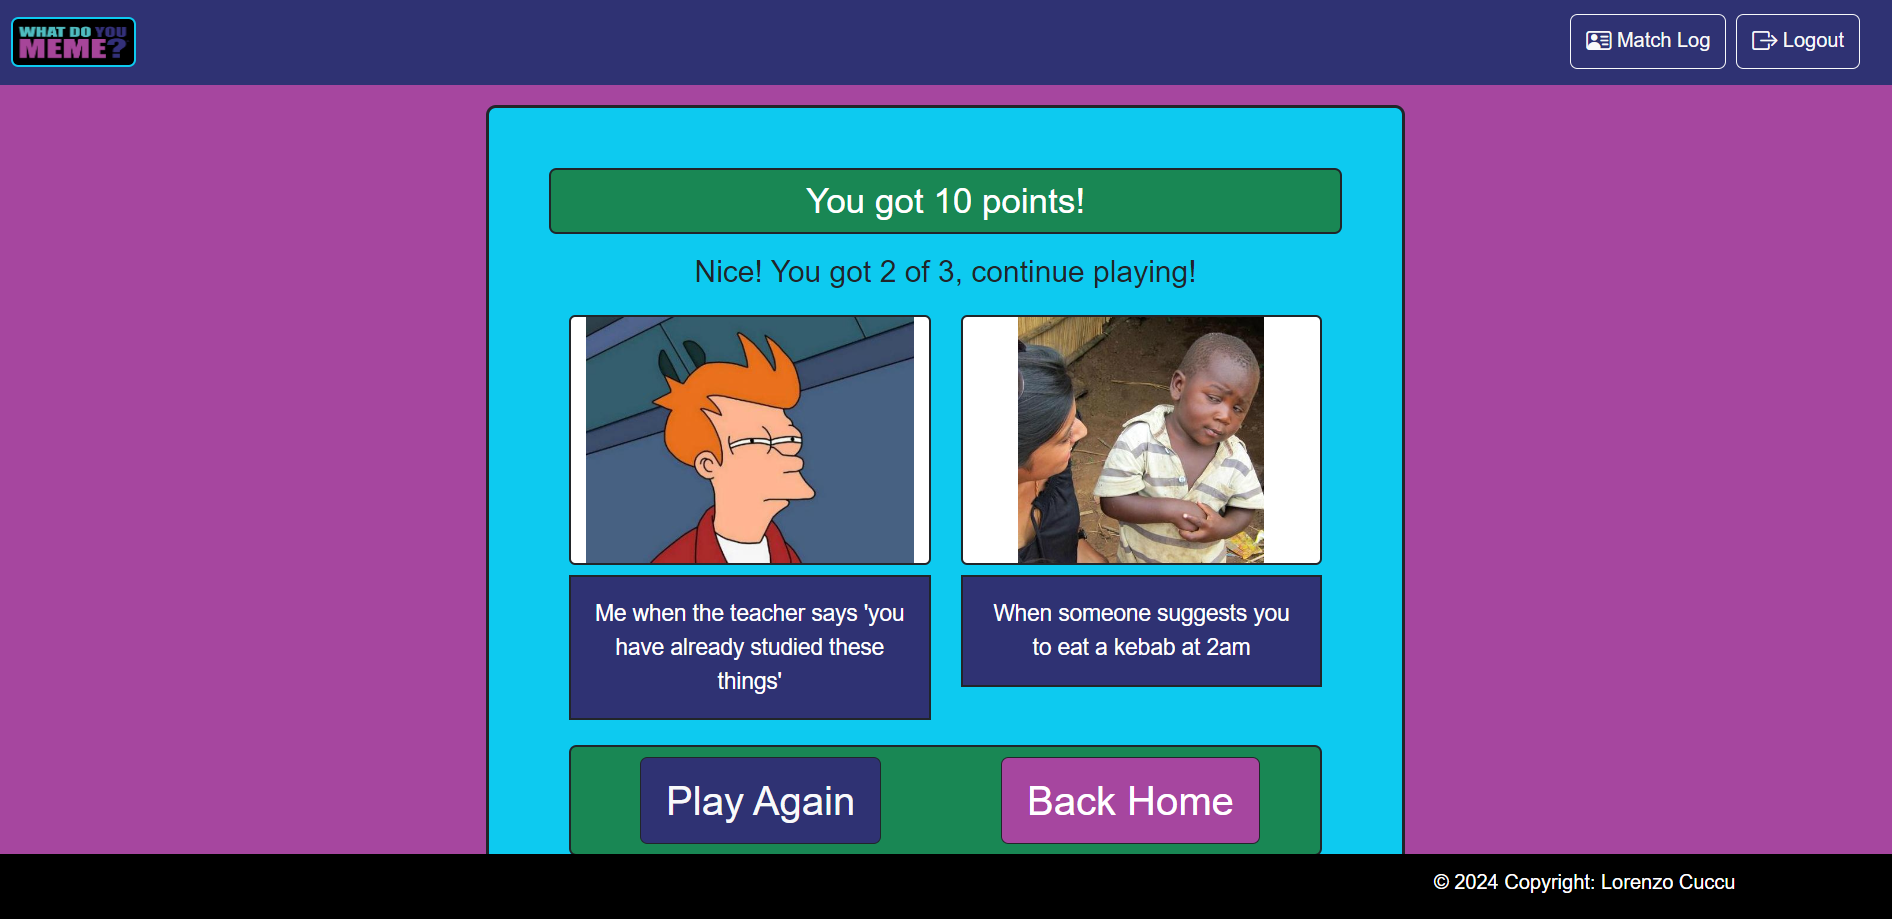 WHAT DO YOU
MEME?
Match Log
Logout
You got 10 points!
Nice! You got 2 of 3, continue playing!
Me when the teacher says 'you
have already studied these
things'
When someone suggests you
to eat a kebab at 2am
Play Again
Back Home
© 2024 Copyright: Lorenzo Cuccu